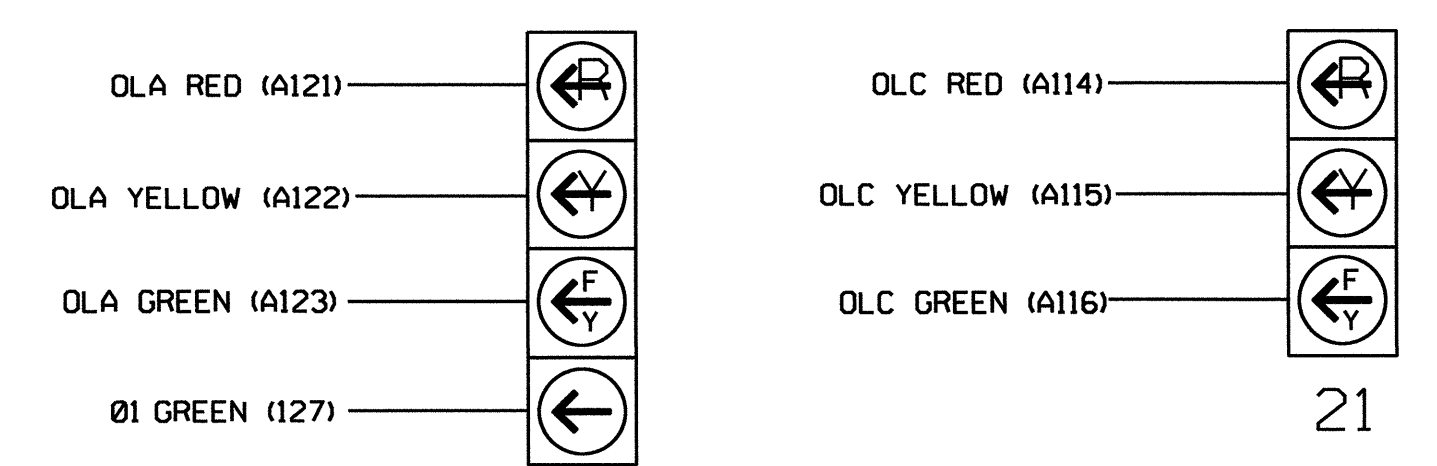 OLA RED (A121)
R
OLA YELLOW (A122)
Y
OLA GREEN (A123)
F
Y
Ø1 GREEN (127)
OLC RED (A114)
R
OLC YELLOW (A115)
Y
OLC GREEN (A116)
F
Y
21